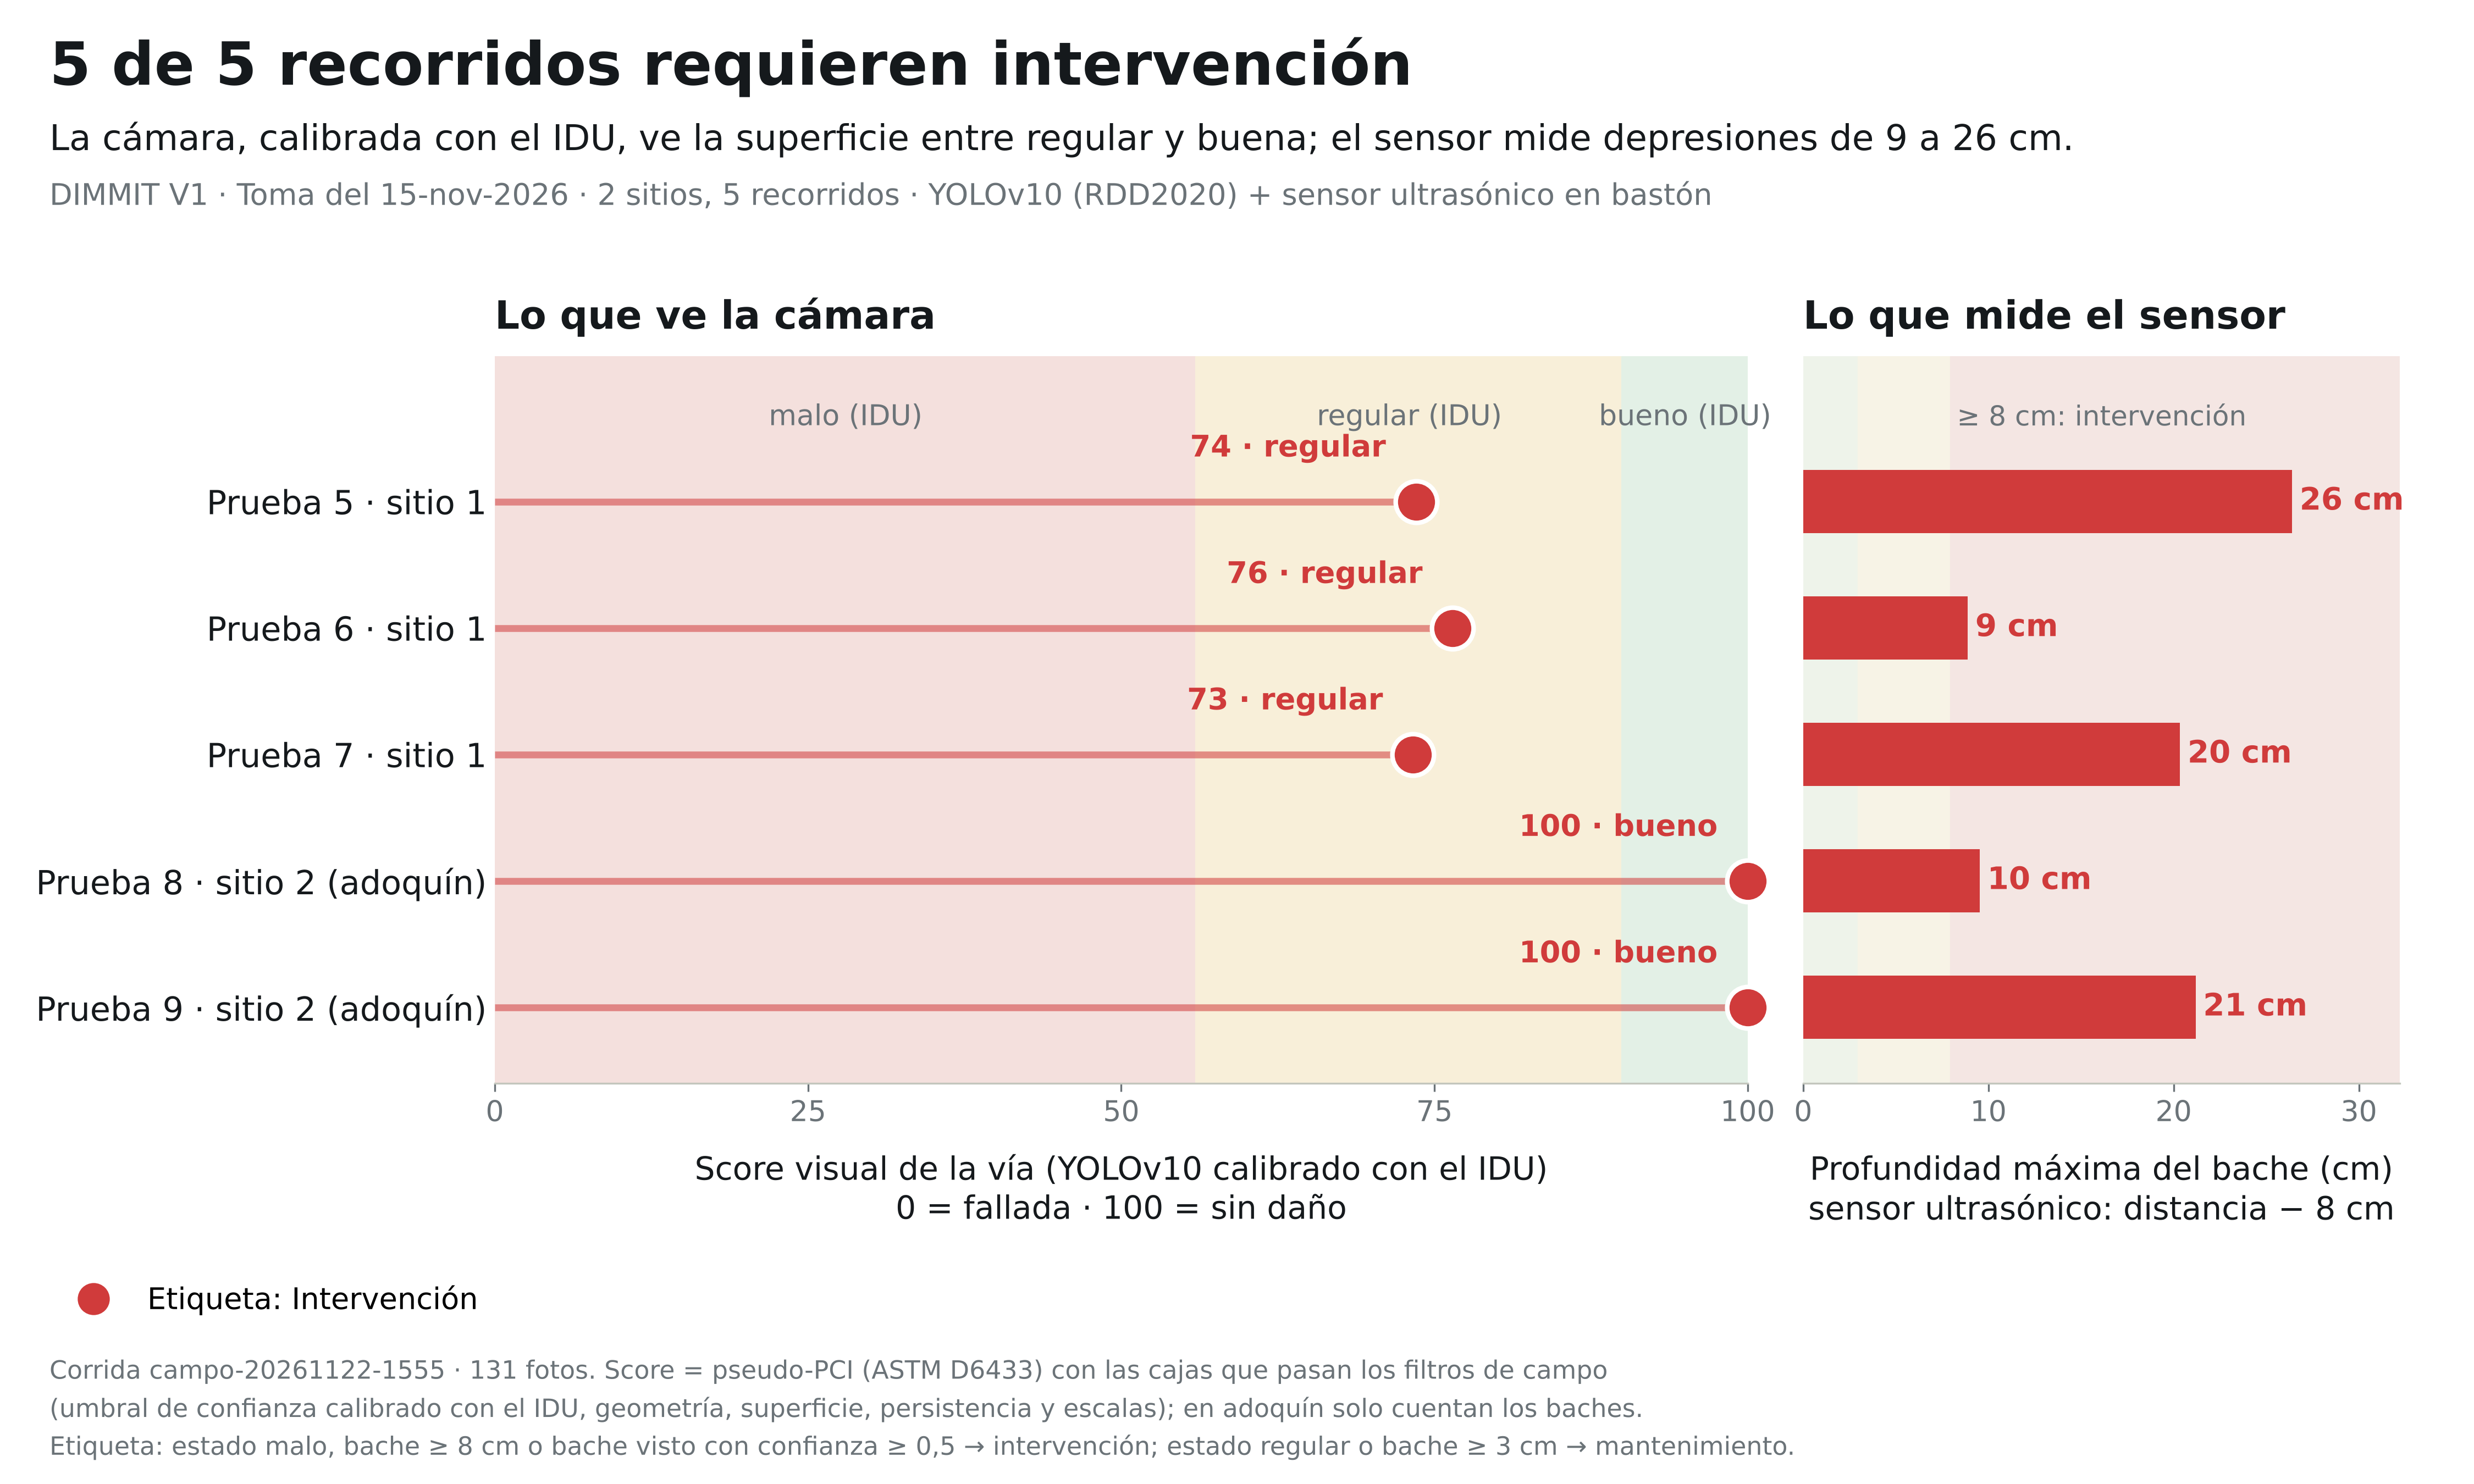 5 de 5 recorridos requieren intervención
La cámara, calibrada con el IDU, ve la superficie entre regular y buena; el sensor mide depresiones de 9 a 26 cm.
DIMMIT V1 · Toma del 15-nov-2026 · 2 sitios, 5 recorridos · YOLOv10 (RDD2020) + sensor ultrasónico en bastón
Lo que ve la cámara
malo (IDU)
regular (IDU)
bueno (IDU)
Prueba 5 · sitio 1
74 · regular
Prueba 6 · sitio 1
76 · regular
Prueba 7 · sitio 1
73 · regular
Prueba 8 · sitio 2 (adoquín)
100 · bueno
Prueba 9 · sitio 2 (adoquín)
100 · bueno
0 25 50 75 100
Score visual de la vía (YOLOv10 calibrado con el IDU)
0 = fallada · 100 = sin daño
Lo que mide el sensor
≥ 8 cm: intervención
26 cm
9 cm
20 cm
10 cm
21 cm
0 10 20 30
Profundidad máxima del bache (cm)
sensor ultrasónico: distancia − 8 cm
Etiqueta: Intervención
Corrida campo-20261122-1555 · 131 fotos. Score = pseudo-PCI (ASTM D6433) con las cajas que pasan los filtros de campo
(umbral de confianza calibrado con el IDU, geometría, superficie, persistencia y escalas); en adoquín solo cuentan los baches.
Etiqueta: estado malo, bache ≥ 8 cm o bache visto con confianza ≥ 0,5 → intervención; estado regular o bache ≥ 3 cm → mantenimiento.